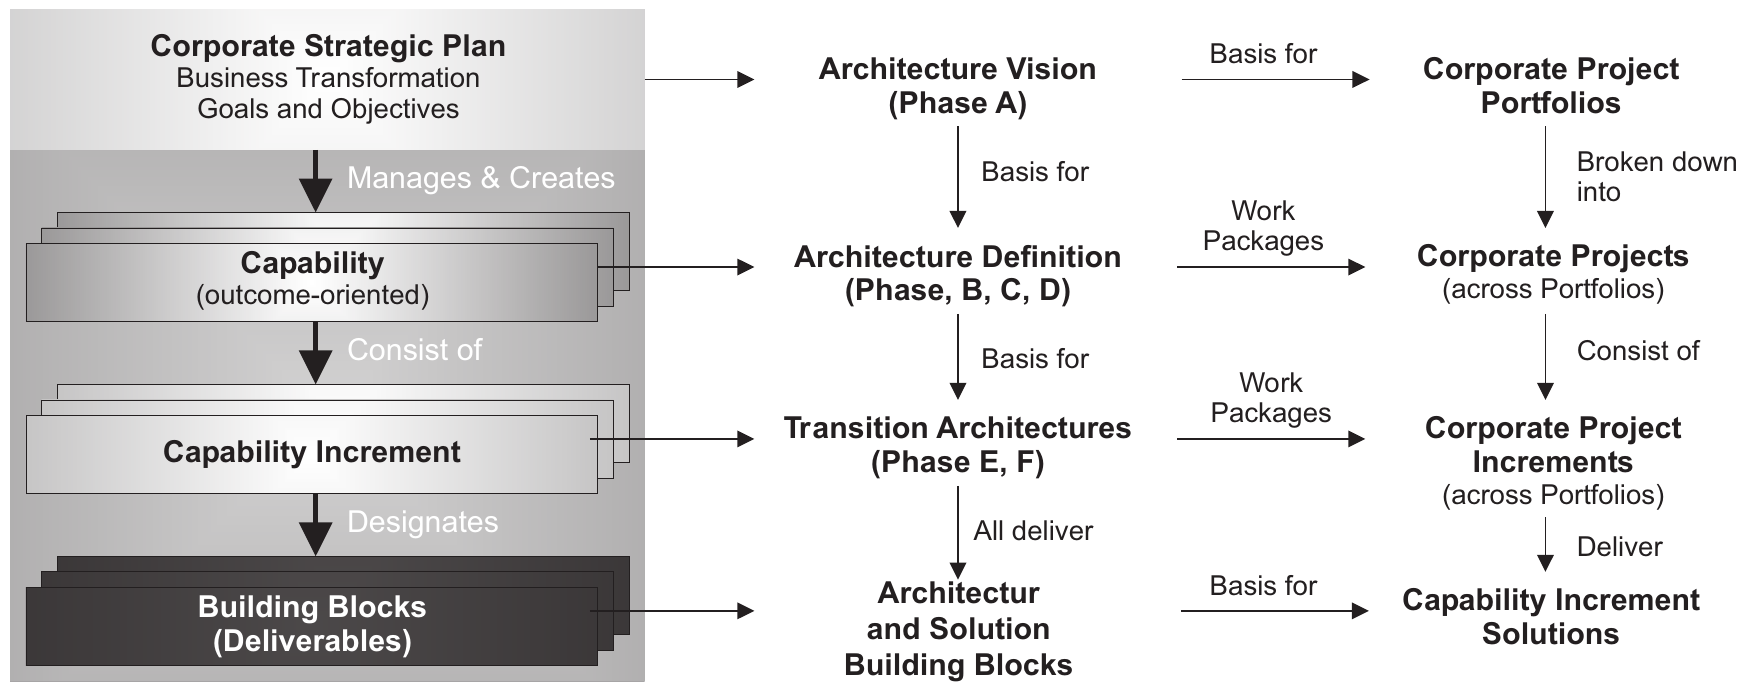 Corporate Strategic Plan
Business Transformation
Goals and Objectives
Manages & Creates
Capability
(outcome-oriented)
Consist of
Capability Increment
Designates
Building Blocks
(Deliverables)
Architecture Vision
(Phase A)
Basis for
Architecture Definition
(Phase, B, C, D)
Basis for
Transition Architectures
(Phase E, F)
All deliver
Architectur
and Solution
Building Blocks
Basis for
Work
Packages
Work
Packages
Basis for
Corporate Project
Portfolios
Broken down
into
Corporate Projects
(across Portfolios)
Consist of
Corporate Project
Increments
(across Portfolios)
Deliver
Capability Increment
Solutions